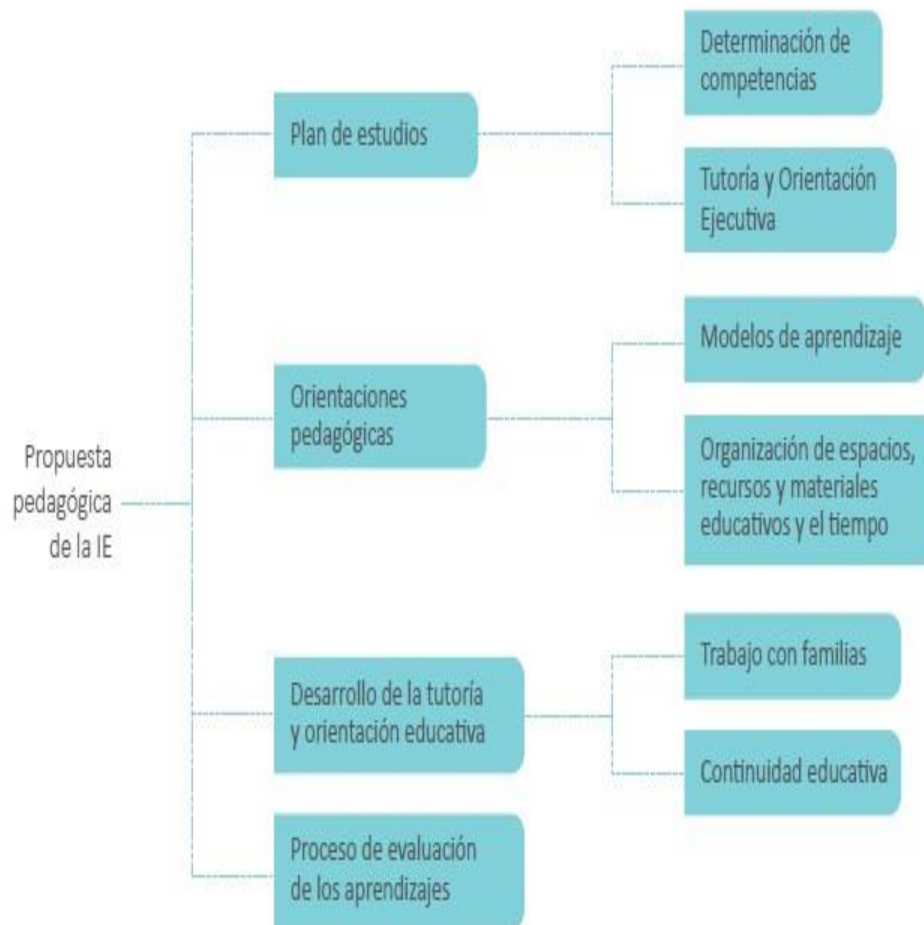 Propuesta
pedagógica
de la IE
Plan de estudios
Determinación de
competencias
Tutoría y Orientación
Ejecutiva
Orientaciones
pedagógicas
Modelos de aprendizaje
Organización de espacios,
recursos y materiales
educativos y el tiempo
Desarrollo de la tutoría
y orientación educativa
Trabajo con familias
Continuidad educativa
Proceso de evaluación
de los aprendizajes